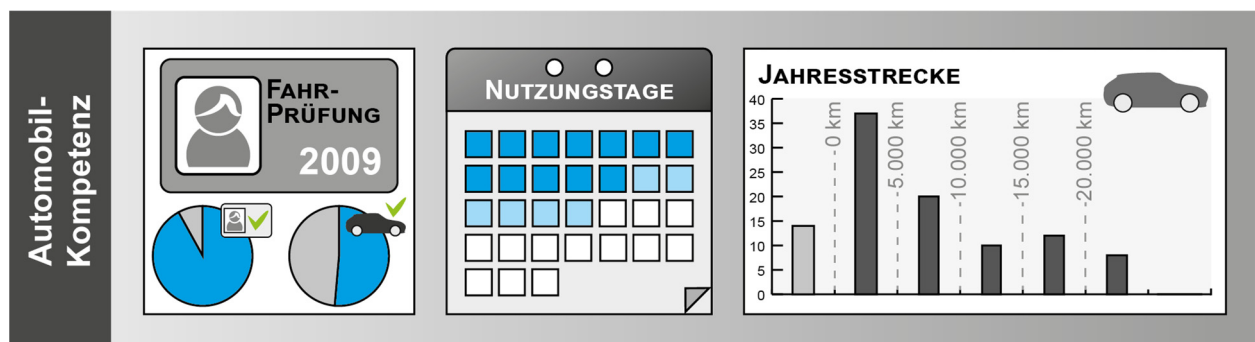 Automobil-
Kompetenz
FAHR-
PRÜFUNG
2009
NUTZUNGSTAGE
JAHRESSTRECKE
40
35
30
25
20
15
10
5
0
0 km
5.000 km
10.000 km
15.000 km
20.000 km